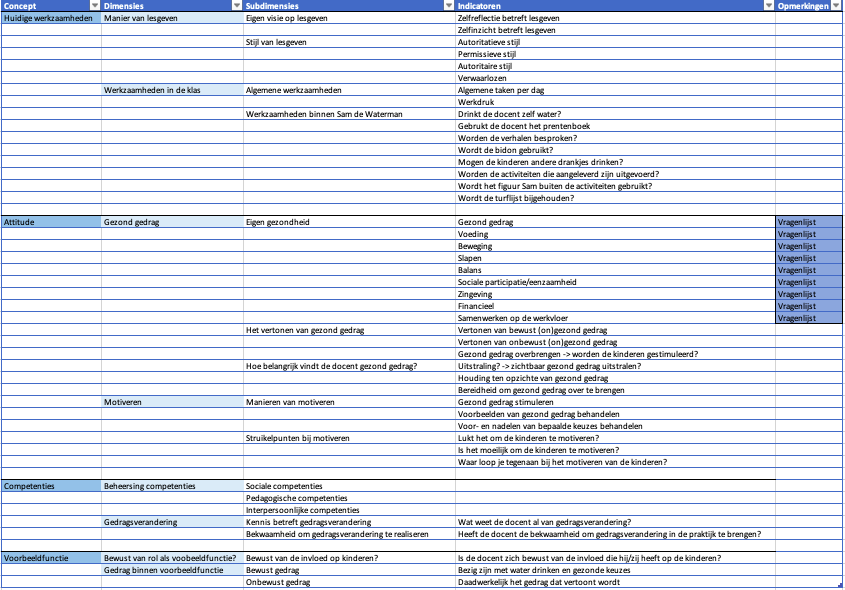 Concept Dimensies Subdimensies Indicatoren Opmerkingen
Huidige werkzaamheden Manier van lesgeven Eigen visie op lesgeven Zelfreflectie betreft lesgeven
Zelfinzicht betreft lesgeven
Stijl van lesgeven Autoritatieve stijl
Permissieve stijl
Autoritaire stijl
Verwaarlozen
Werkzaamheden in de klas Algemene werkzaamheden Algemene taken per dag
Werkdruk
Werkzaamheden binnen Sam de Waterman Drinkt de docent zelf water?
Gebrukt de docent het prentenboek
Worden de verhalen besproken?
Wordt de bidon gebruikt?
Mogen de kinderen andere drankjes drinken?
Worden de activiteiten die aangeleverd zijn uitgevoerd?
Wordt het figuur Sam buiten de activiteiten gebruikt?
Wordt de turflijst bijgehouden?
Attitude Gezond gedrag Eigen gezondheid Gezond gedrag Vragenlijst
Voeding Vragenlijst
Beweging Vragenlijst
Slapen Vragenlijst
Balans Vragenlijst
Sociale participatie/eenzaamheid Vragenlijst
Zingeving Vragenlijst
Financieel Vragenlijst
Samenwerken op de werkvloer Vragenlijst
Het vertonen van gezond gedrag Vertonen van bewust (on)gezond gedrag
Vertonen van onbewust (on)gezond gedrag
Gezond gedrag overbrengen -> worden de kinderen gestimuleerd?
Hoe belangrijk vindt de docent gezond gedrag? Uitstraling? -> zichtbaar gezond gedrag uitstralen?
Houding ten opzichte van gezond gedrag
Bereidheid om gezond gedrag over te brengen
Motiveren Manieren van motiveren Gezond gedrag stimuleren
Voorbeelden van gezond gedrag behandelen
Voor- en nadelen van bepaalde keuzes behandelen
Struikelpunten bij motiveren Lukt het om de kinderen te motiveren?
Is het moeilijk om de kinderen te motiveren?
Waar loop je tegenaan bij het motiveren van de kinderen?
Competenties Beheersing competenties Sociale competenties
Pedagogische competenties
Interpersoonlijke competenties
Gedragsverandering Kennis betreft gedragsverandering Wat weet de docent al van gedragsverandering?
Bekwaamheid om gedragsverandering te realiseren Heeft de docent de bekwaamheid om gedragsverandering in de praktijk te brengen?
Voorbeeldfunctie Bewust van rol als voobeeldfunctie? Bewust van de invloed op kinderen? Is de docent zich bewust van de invloed die hij/zij heeft op de kinderen?
Gedrag binnen voorbeeldfunctie Bewust gedrag Bezig zijn met water drinken en gezonde keuzes
Onbewust gedrag Daadwerkelijk het gedrag dat vertoont wordt